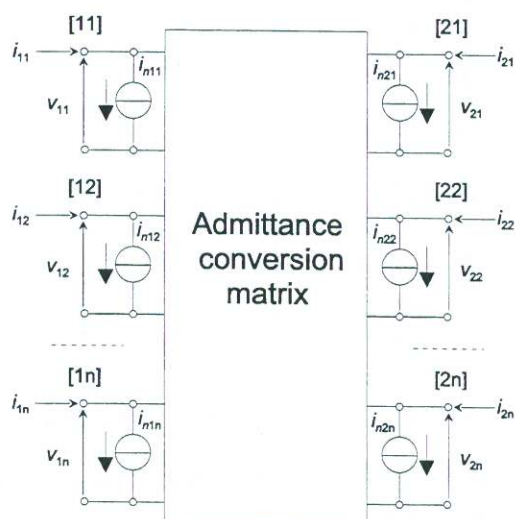 [11] [21]
i11 in11 in21 i21
v11 v21
[12] [22]
i12 in12 in22 i22
Admittance
conversion
matrix
v12 v22
[1n] [2n]
i1n in1n in2n i2n
v1n v2n